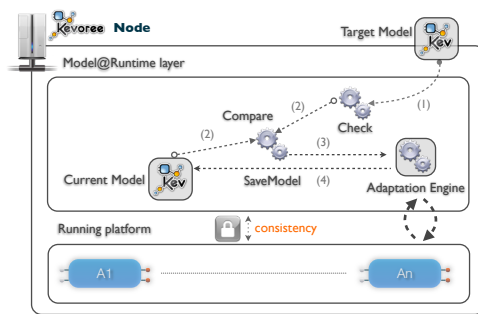 Kevoree Node
Target Model
Kev
Model@Runtime layer
(1)
(2)
Compare
Check
(2)
(3)
Kev
Current Model
SaveModel
(4)
Adaptation Engine
Running platform
consistency
A1
An